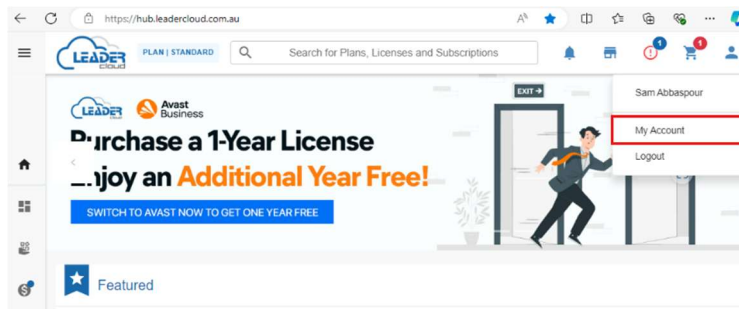 https://hub.leadercloud.com.au
LEADER
cloud
PLAN | STANDARD
Search for Plans, Licenses and Subscriptions
1
1
Sam Abbaspour
My Account
Logout
LEADER
Avast
Business
EXIT
Purchase a 1-Year License
Enjoy an Additional Year Free!
SWITCH TO AVAST NOW TO GET ONE YEAR FREE
Featured